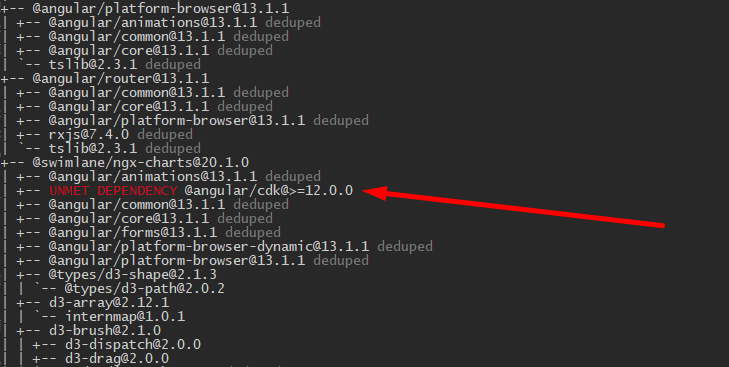 +-- @angular/platform-browser@13.1.1
| +-- @angular/animations@13.1.1 deduped
| +-- @angular/common@13.1.1 deduped
| +-- @angular/core@13.1.1 deduped
| `-- tslib@2.3.1 deduped
+-- @angular/router@13.1.1
| +-- @angular/common@13.1.1 deduped
| +-- @angular/core@13.1.1 deduped
| +-- @angular/platform-browser@13.1.1 deduped
| +-- rxjs@7.4.0 deduped
| `-- tslib@2.3.1 deduped
+-- @swimlane/ngx-charts@20.1.0
| +-- @angular/animations@13.1.1 deduped
| +-- UNMET DEPENDENCY @angular/cdk@>=12.0.0
| +-- @angular/common@13.1.1 deduped
| +-- @angular/core@13.1.1 deduped
| +-- @angular/forms@13.1.1 deduped
| +-- @angular/platform-browser-dynamic@13.1.1 deduped
| +-- @angular/platform-browser@13.1.1 deduped
| +-- @types/d3-shape@2.1.3
| | `-- @types/d3-path@2.0.2
| +-- d3-array@2.12.1
| | `-- internmap@1.0.1
| +-- d3-brush@2.1.0
| | +-- d3-dispatch@2.0.0
| | +-- d3-drag@2.0.0